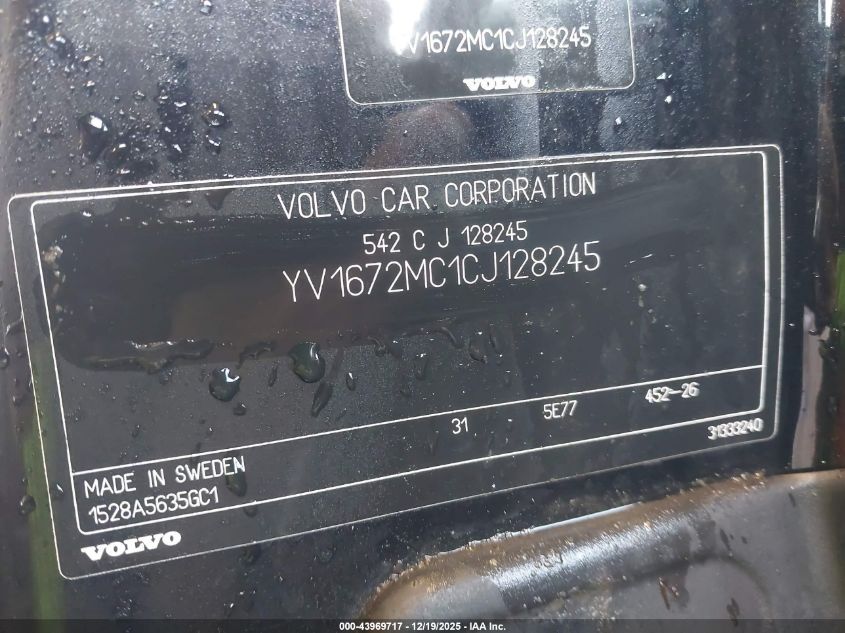 YV1672MC1CJ128245
VOLVO
VOLVO CAR CORPORATION
542 C J 128245
YV1672MC1CJ128245
31 5E77 452-26
31333240
MADE IN SWEDEN
1528A5635GC1
VOLVO
000-43969717 - 12/19/2025 - IAA Inc.